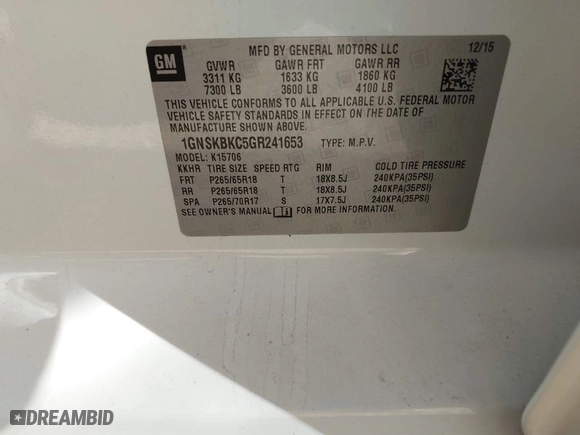 GM
MFD BY GENERAL MOTORS LLC 12/15
GVWR GAWR FRT GAWR RR
3311 KG 1633 KG 1860 KG
7300 LB 3600 LB 4100 LB
THIS VEHICLE CONFORMS TO ALL APPLICABLE U.S. FEDERAL MOTOR
VEHICLE SAFETY STANDARDS IN EFFECT ON THE DATE OF
MANUFACTURE SHOWN ABOVE.
1GNSKBKC5GR241653 TYPE: M.P.V.
MODEL: K15706
KKHR TIRE SIZE SPEED RTG RIM COLD TIRE PRESSURE
FRT P265/65R18 T 18X8.5J 240KPA(35PSI)
RR P265/65R18 T 18X8.5J 240KPA(35PSI)
SPA P265/70R17 S 17X7.5J 240KPA(35PSI)
SEE OWNER'S MANUAL FOR MORE INFORMATION.
DREAMBID